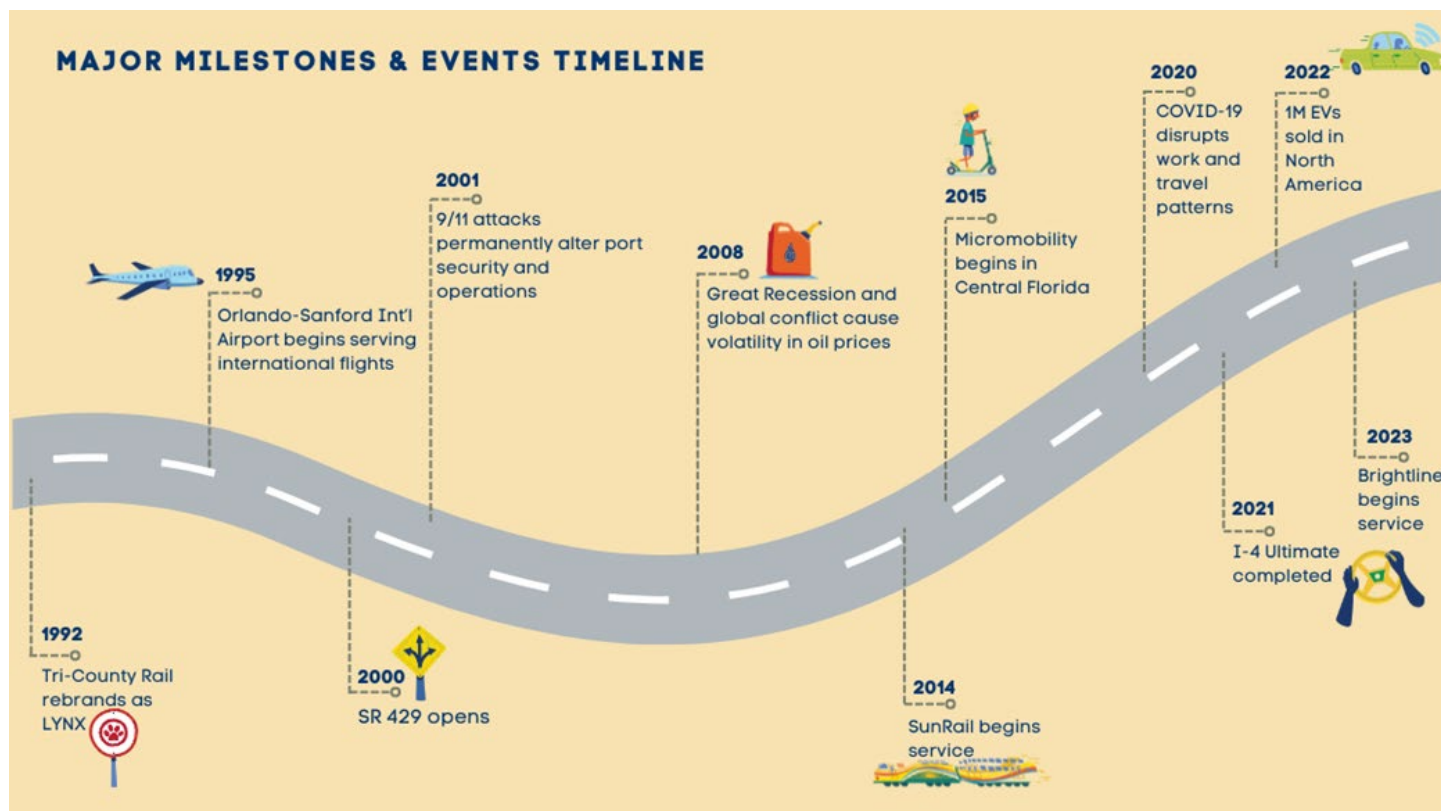 MAJOR MILESTONES & EVENTS TIMELINE
1992
Tri-County Rail
rebrands as
LYNX
1995
Orlando-Sanford Int'l
Airport begins serving
international flights
2000
SR 429 opens
2001
9/11 attacks
permanently alter port
security and
operations
2008
Great Recession and
global conflict cause
volatility in oil prices
2014
SunRail begins
service
2015
Micromobility
begins in
Central Florida
2020
COVID-19
disrupts
work and
travel
patterns
2021
I-4 Ultimate
completed
2022
1M EVs
sold in
North
America
2023
Brightline
begins
service